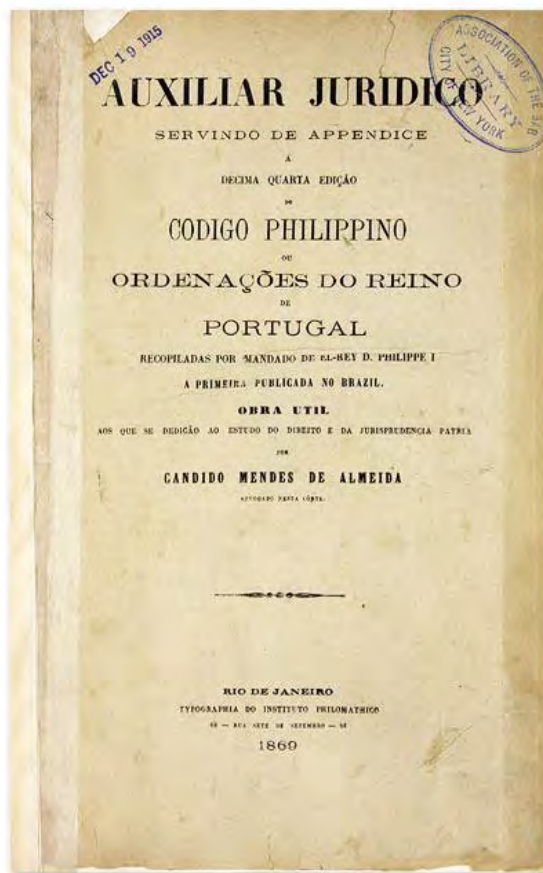 DEC 19 1915
ASSOCIATION OF THE BAR
LIBRARY
CITY OF NEW YORK
AUXILIAR JURIDICO
SERVINDO DE APPENDICE
Á
DECIMA QUARTA EDIÇÃO
DO
CODIGO PHILIPPINO
OU
ORDENAÇÕES DO REINO
DE
PORTUGAL
RECOPILADAS POR MANDADO DE EL-REY D. PHILIPPE I
A PRIMEIRA PUBLICADA NO BRAZIL.
OBRA UTIL
AOS QUE SE DEDICÃO AO ESTUDO DO DIREITO E DA JURISPRUDENCIA PATRIA
POR
CANDIDO MENDES DE ALMEIDA
ADVOGADO NESTA CÔRTE.
RIO DE JANEIRO
TYPOGRAPHIA DO INSTITUTO PHILOMATHICO
— RUA SETE DE SETEMBRO —
1869